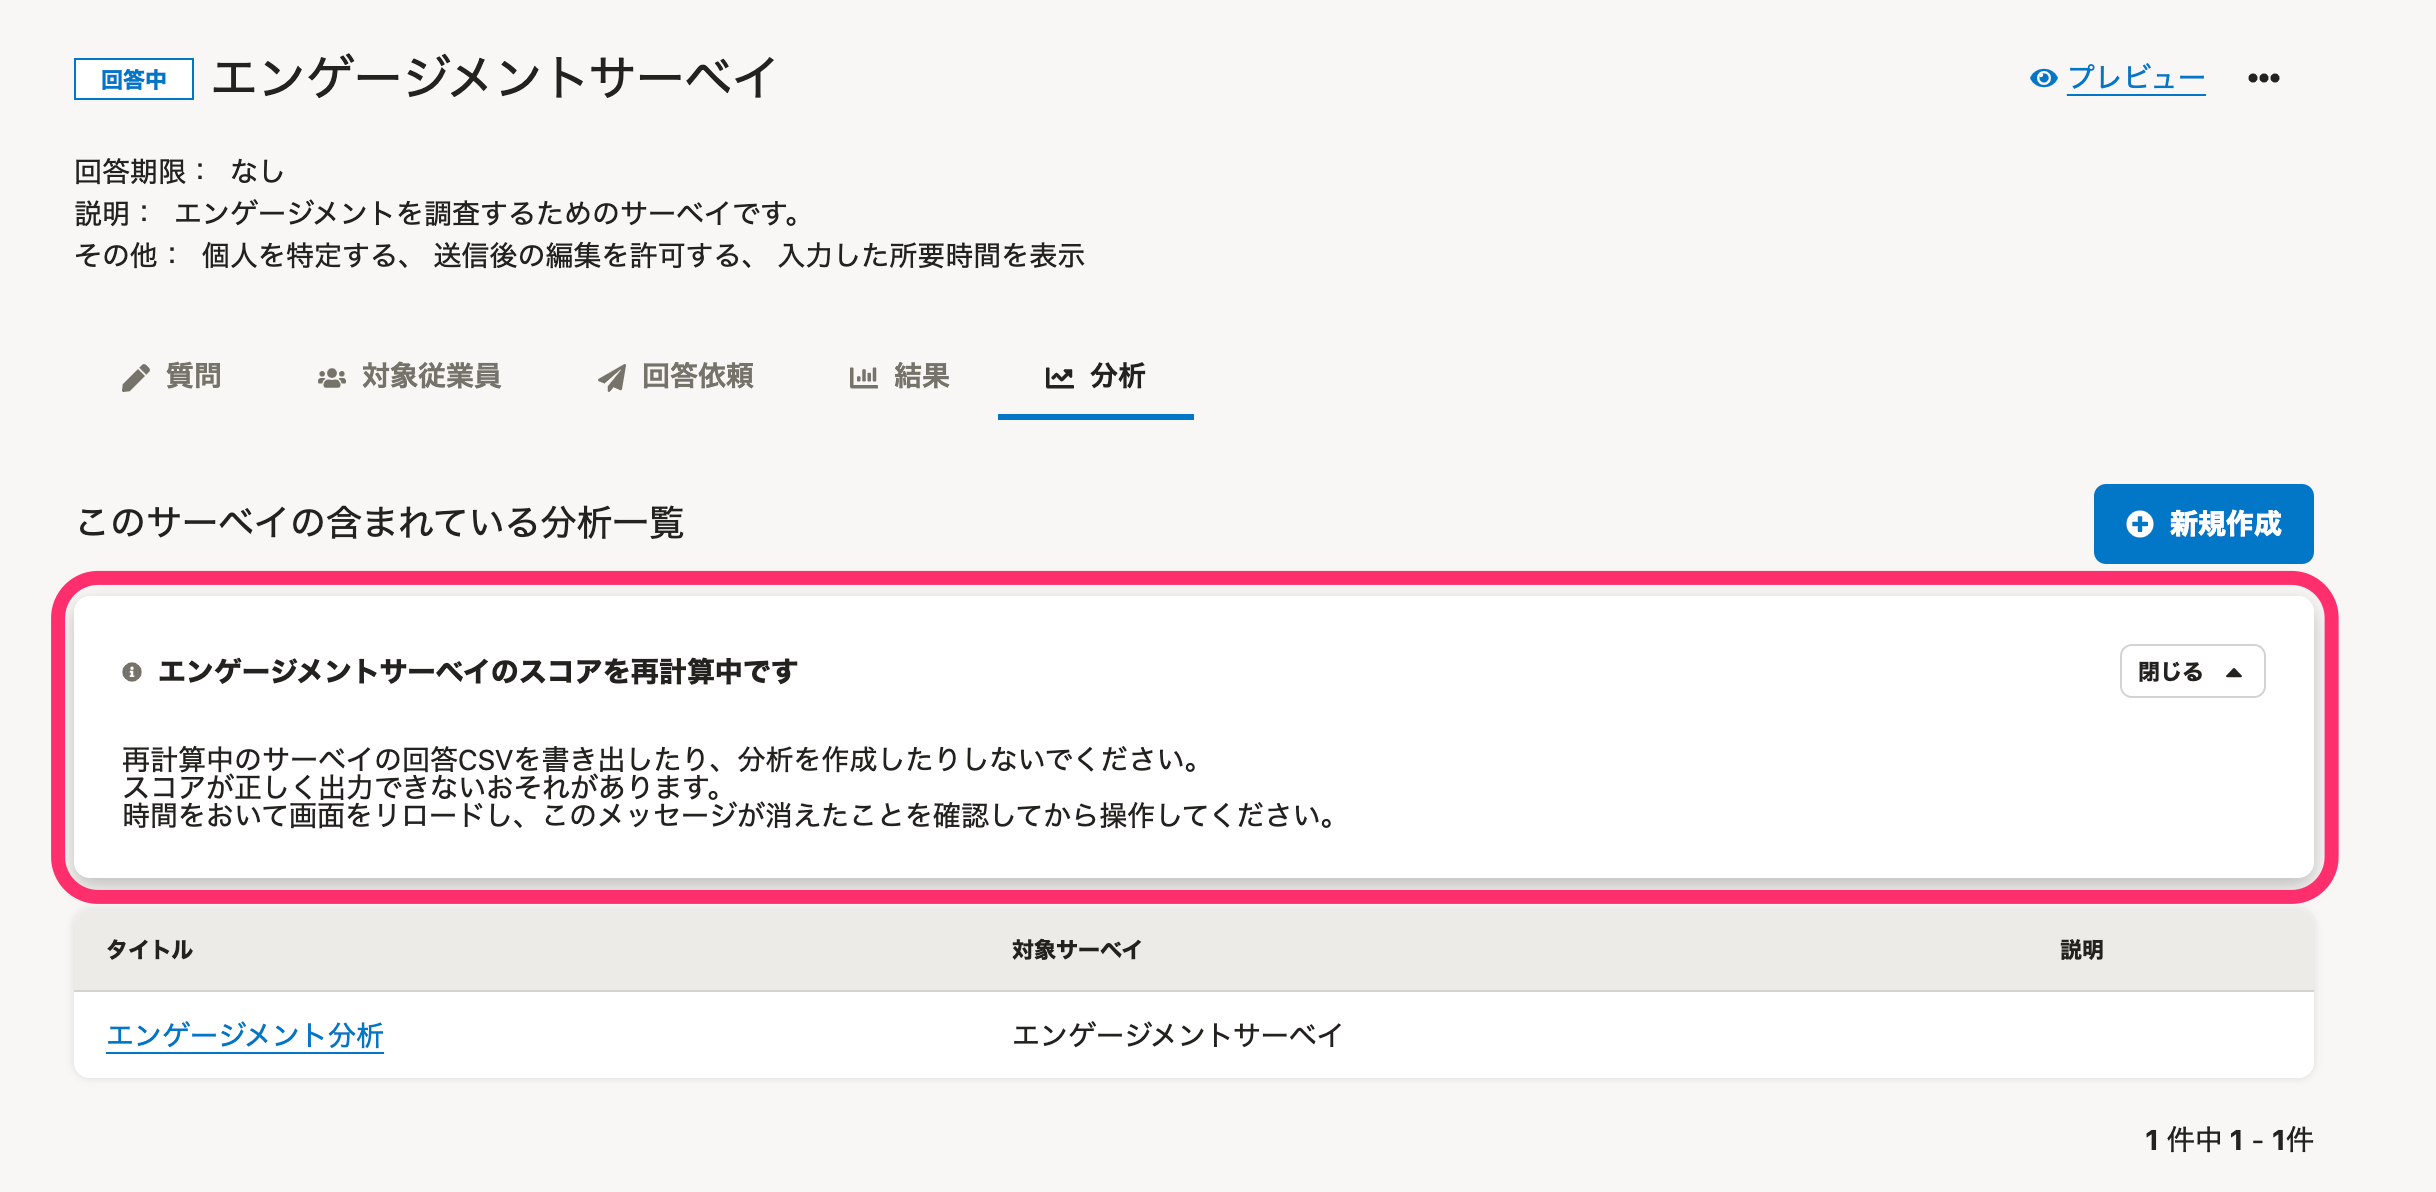 回答中 エンゲージメントサーベイ プレビュー
回答期限： なし
説明： エンゲージメントを調査するためのサーベイです。
その他： 個人を特定する、 送信後の編集を許可する、 入力した所要時間を表示
質問 対象従業員 回答依頼 結果 分析
このサーベイの含まれている分析一覧 新規作成
エンゲージメントサーベイのスコアを再計算中です 閉じる
再計算中のサーベイの回答CSVを書き出したり、分析を作成したりしないでください。
スコアが正しく出力できないおそれがあります。
時間をおいて画面をリロードし、このメッセージが消えたことを確認してから操作してください。
タイトル 対象サーベイ 説明
エンゲージメント分析 エンゲージメントサーベイ
1 件中 1 - 1件